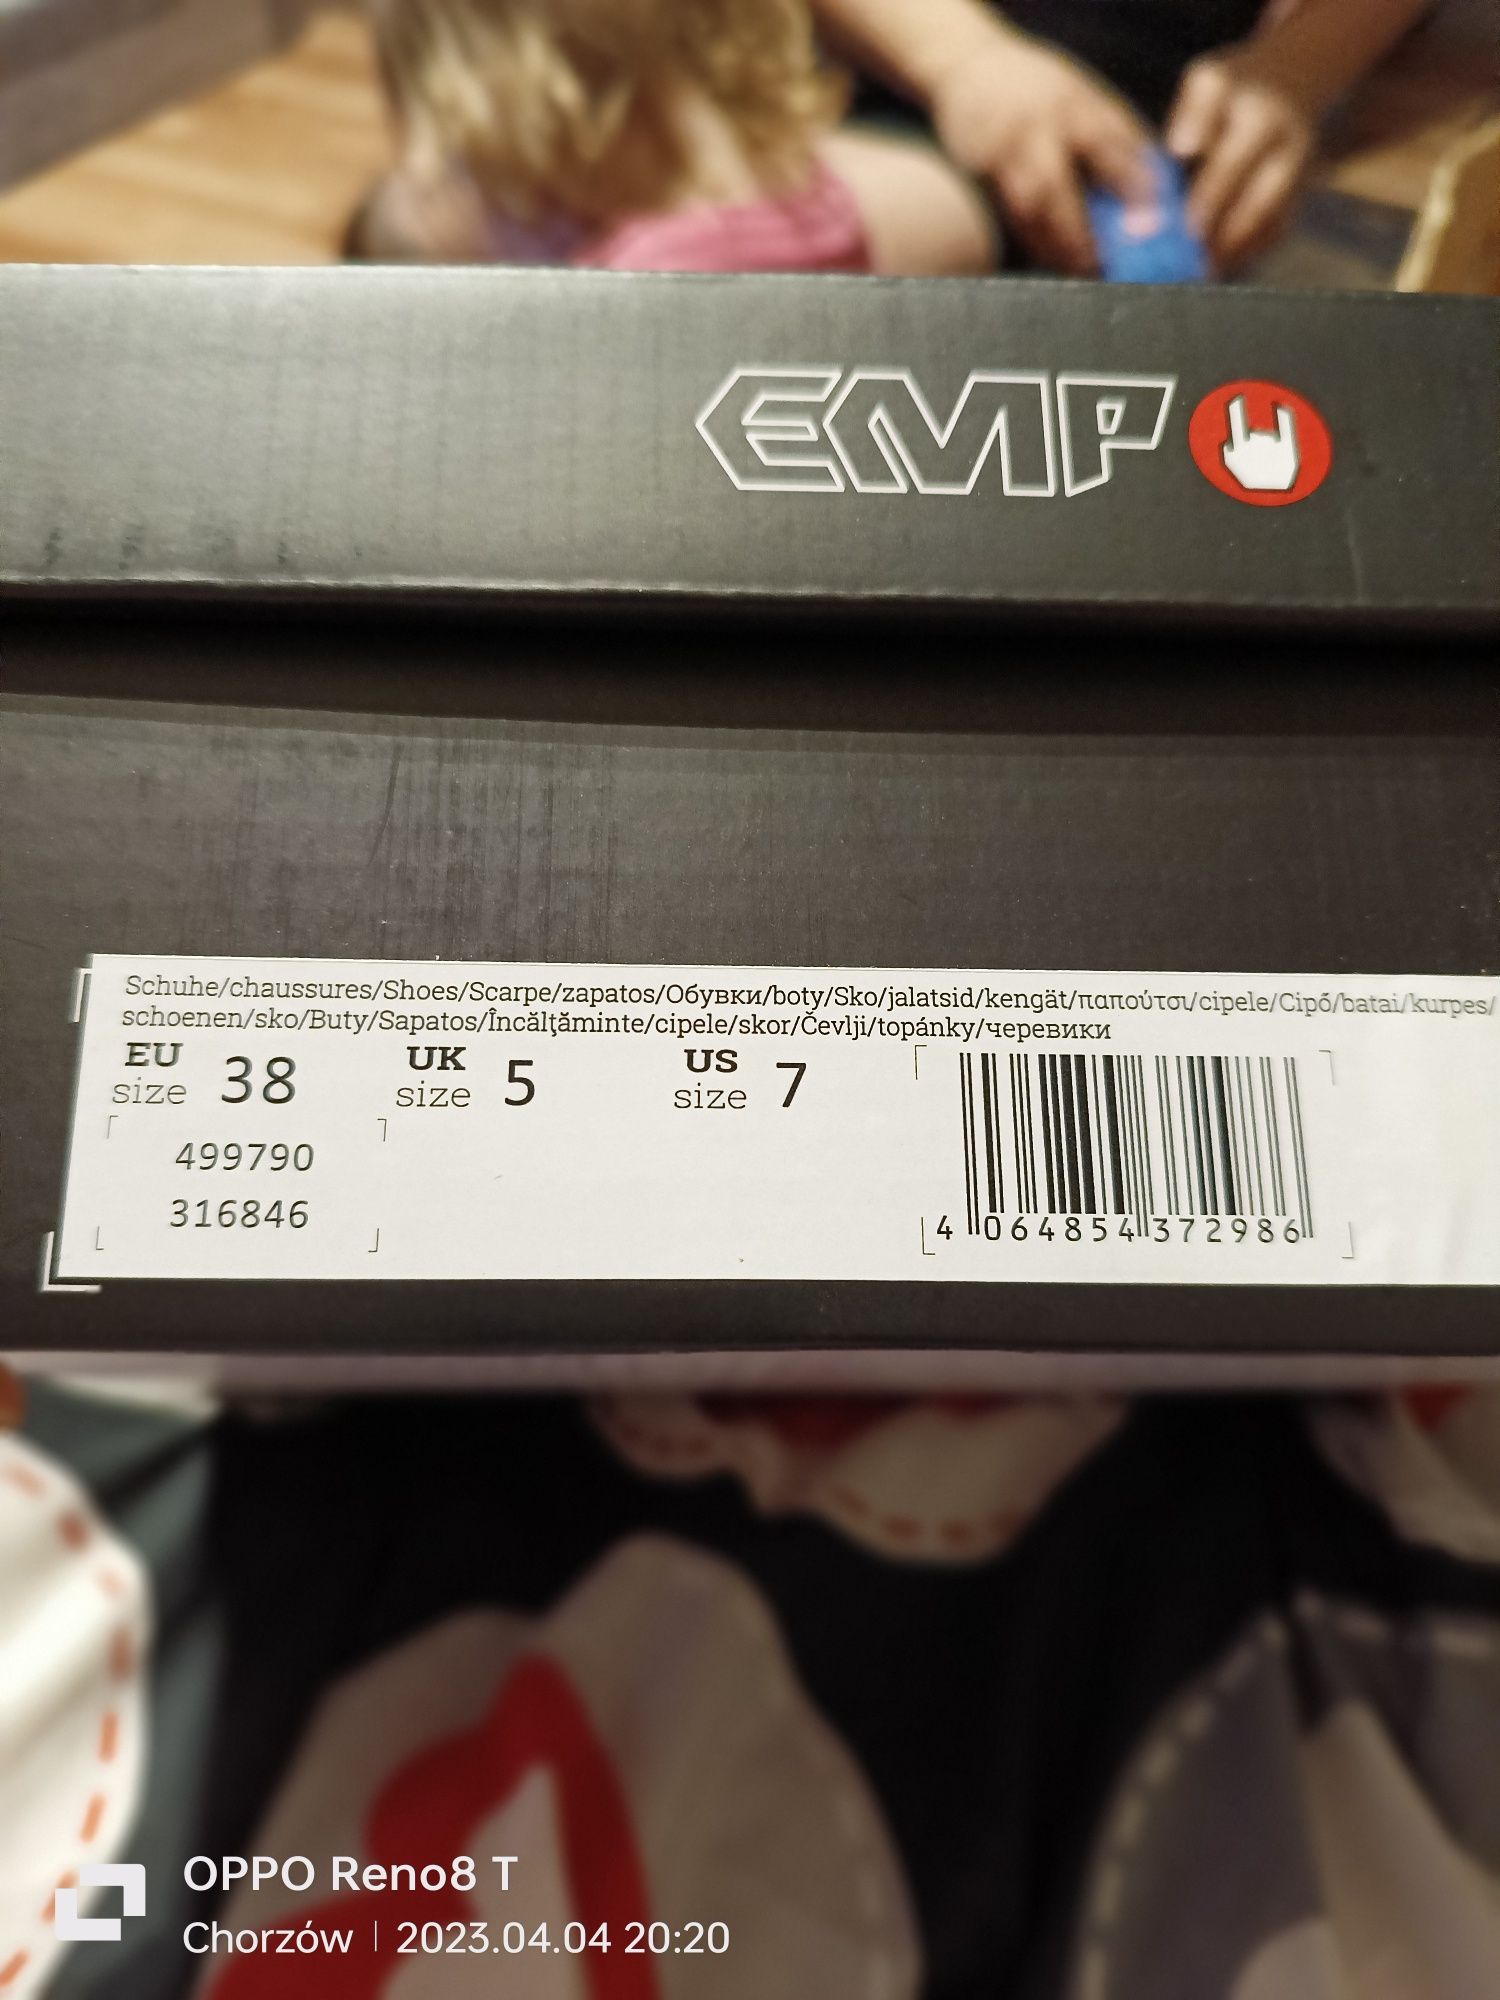 EMP
Schuhe/chaussures/Shoes/Scarpe/zapatos/Обувки/boty/Sko/jalatsid/kengät/παπούτσι/cipele/Cipő/batai/kurpes/
schoenen/sko/Buty/Sapatos/Încălţăminte/cipele/skor/Čevlji/topánky/черевики
EU size 38 UK size 5 US size 7
499790
316846
4 064854 372986
OPPO Reno8 T
Chorzów | 2023.04.04 20:20